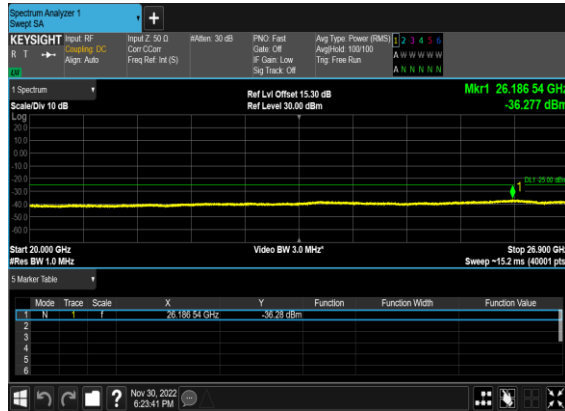 Spectrum Analyzer 1
Swept SA
+
KEYSIGHT Input: RF Input Z: 50 Ω #Atten: 30 dB PNO: Fast Avg Type: Power (RMS) 1 2 3 4 5 6
R T Coupling: DC Corr CCorr Gate: Off Avg|Hold: 100/100 A W W W W W
Align: Auto Freq Ref: Int (S) IF Gain: Low Trig: Free Run
LW Sig Track: Off A N N N N N
1 Spectrum Ref Lvl Offset 15.30 dB Mkr1 26.186 54 GHz
Scale/Div 10 dB Ref Level 30.00 dBm -36.277 dBm
Log
20.0
10.0
0.00
-10.0
-20.0 DL1 -25.00 dBm
-30.0 1
-40.0
-50.0
-60.0
Start 20.000 GHz Video BW 3.0 MHz* Stop 26.900 GHz
#Res BW 1.0 MHz Sweep ~15.2 ms (40001 pts)
5 Marker Table
Mode Trace Scale X Y Function Function Width Function Value
1 N 1 f 26.186 54 GHz -36.28 dBm
2
3
4
5
6
? Nov 30, 2022
6:23:41 PM